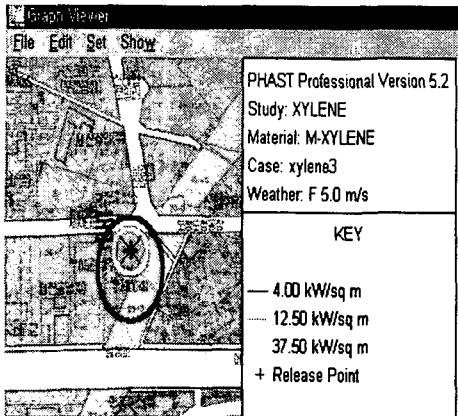 Graph Viewer
File Edit Set Show
PHAST Professional Version 5.2
Study: XYLENE
Material: M-XYLENE
Case: xylene3
Weather: F 5.0 m/s
KEY
— 4.00 kW/sq m
12.50 kW/sq m
37.50 kW/sq m
+ Release Point